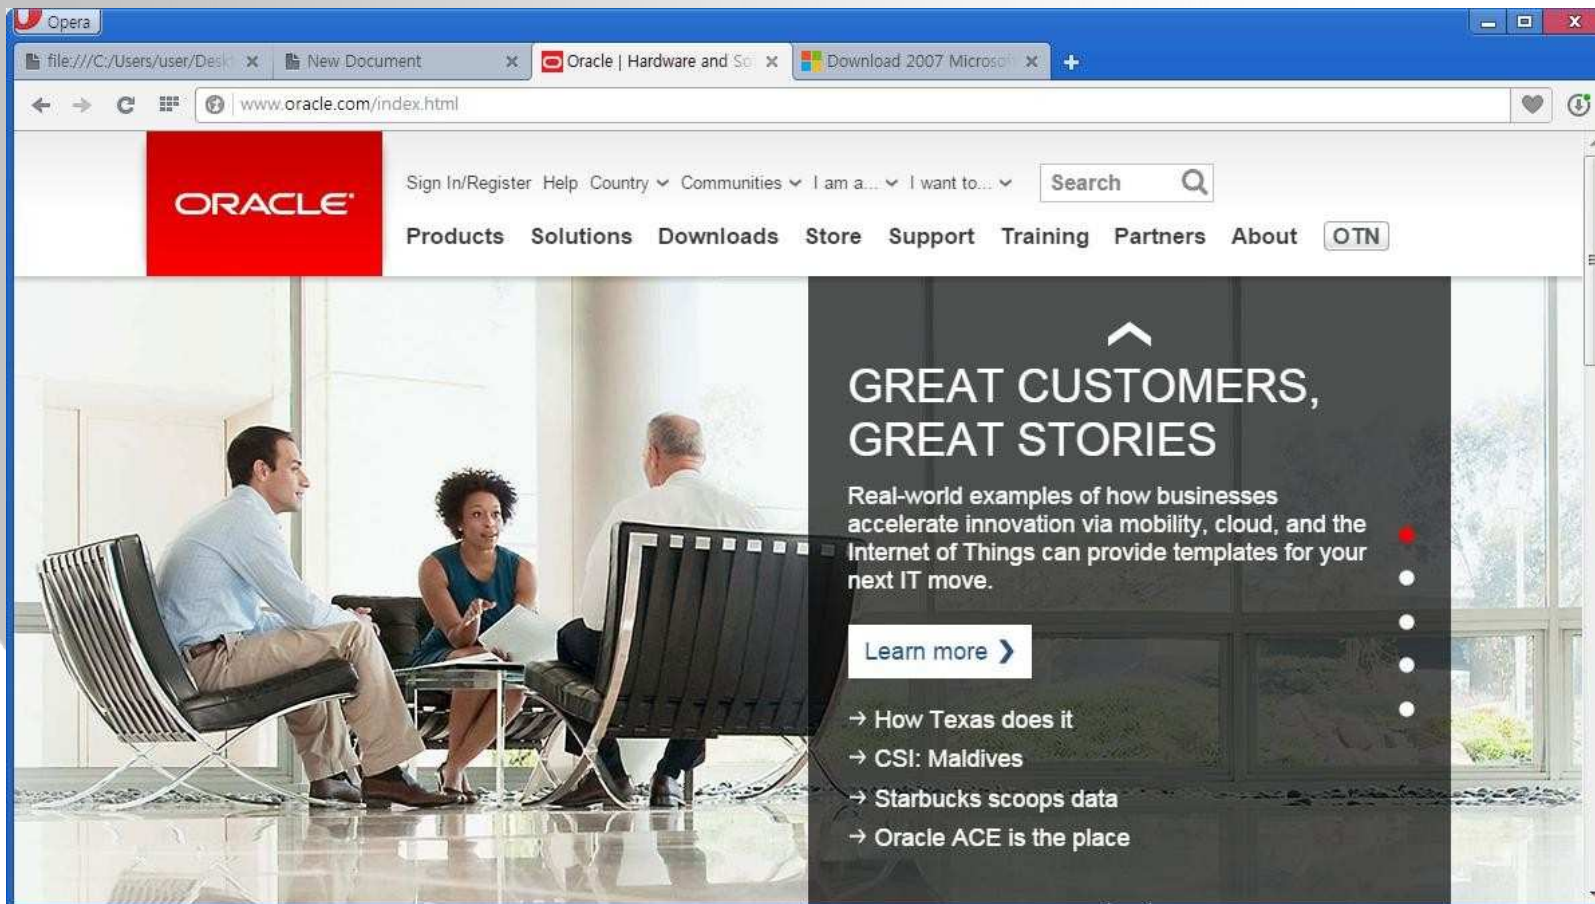 Opera
file:///C:/Users/user/Desk
New Document
Oracle | Hardware and So
Download 2007 Microsoft
www.oracle.com/index.html
ORACLE
Sign In/Register Help Country Communities I am a... I want to... Search
Products Solutions Downloads Store Support Training Partners About OTN
GREAT CUSTOMERS,
GREAT STORIES
Real-world examples of how businesses
accelerate innovation via mobility, cloud, and the
Internet of Things can provide templates for your
next IT move.
Learn more
How Texas does it
CSI: Maldives
Starbucks scoops data
Oracle ACE is the place